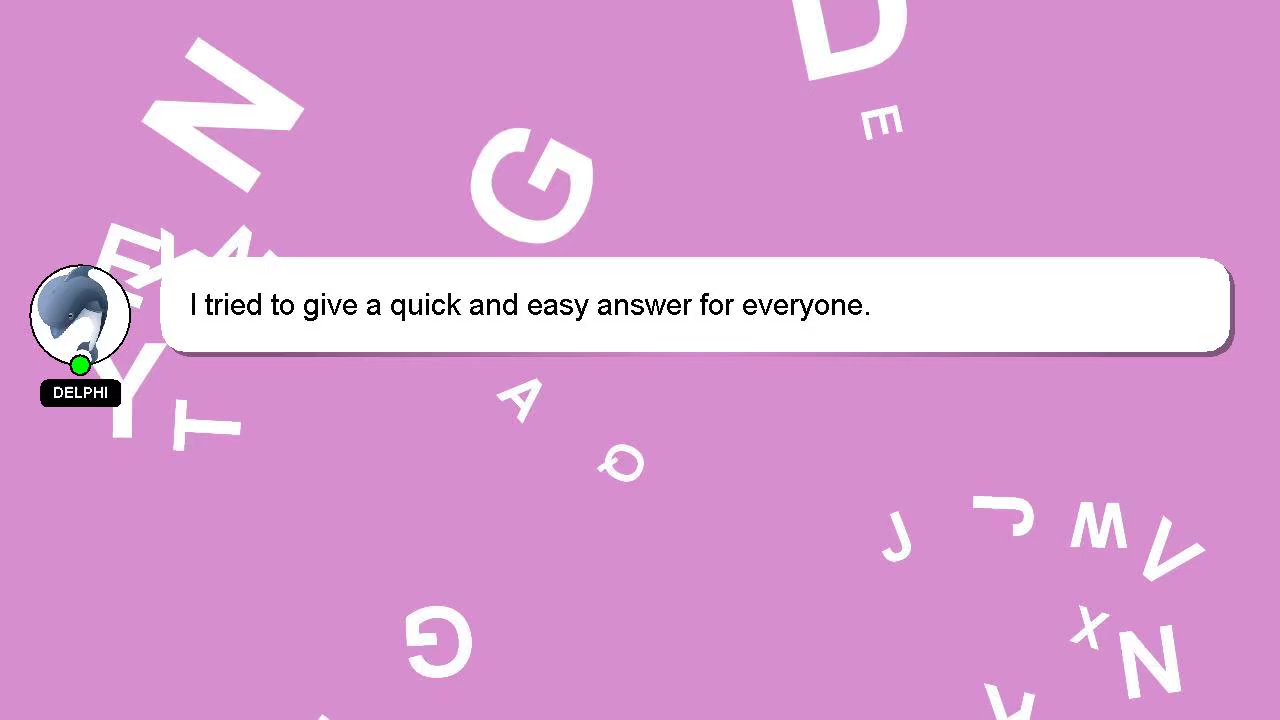 D
N
E
G
E
Y
A
I tried to give a quick and easy answer for everyone.
DELPHI
Y
T
A
Q
J
J
W
V
G
X
N